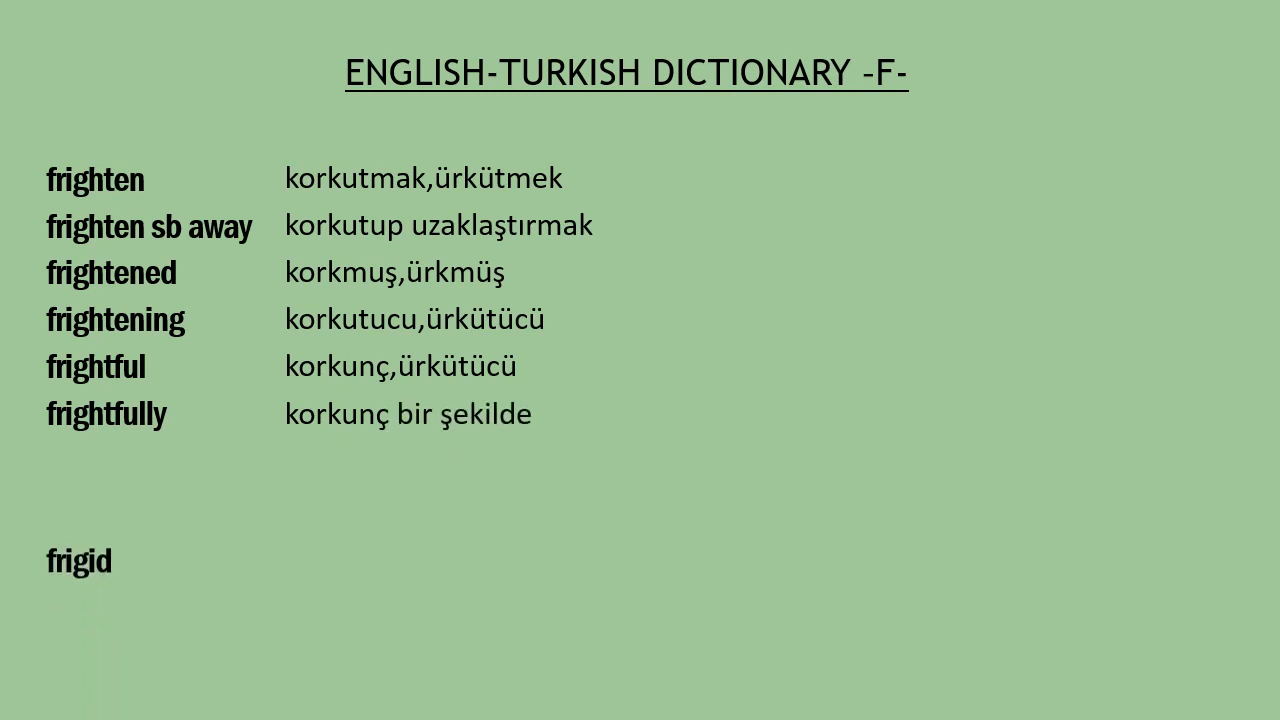 ENGLISH-TURKISH DICTIONARY –F-
frighten korkutmak,ürkütmek
frighten sb away korkutup uzaklaştırmak
frightened korkmuş,ürkmüş
frightening korkutucu,ürkütücü
frightful korkunç,ürkütücü
frightfully korkunç bir şekilde
frigid